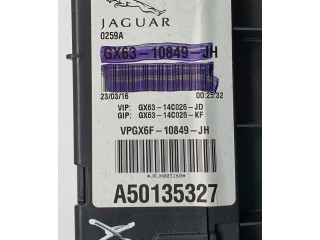 JAGUAR
0259A
GX63-10849-JH
23/03/16 00:25:32
VIP: GX63-14C026-JD
GIP: GX63-14C026-KF
VPGX6F-10849-JH
*JRJH003160*
A50135327